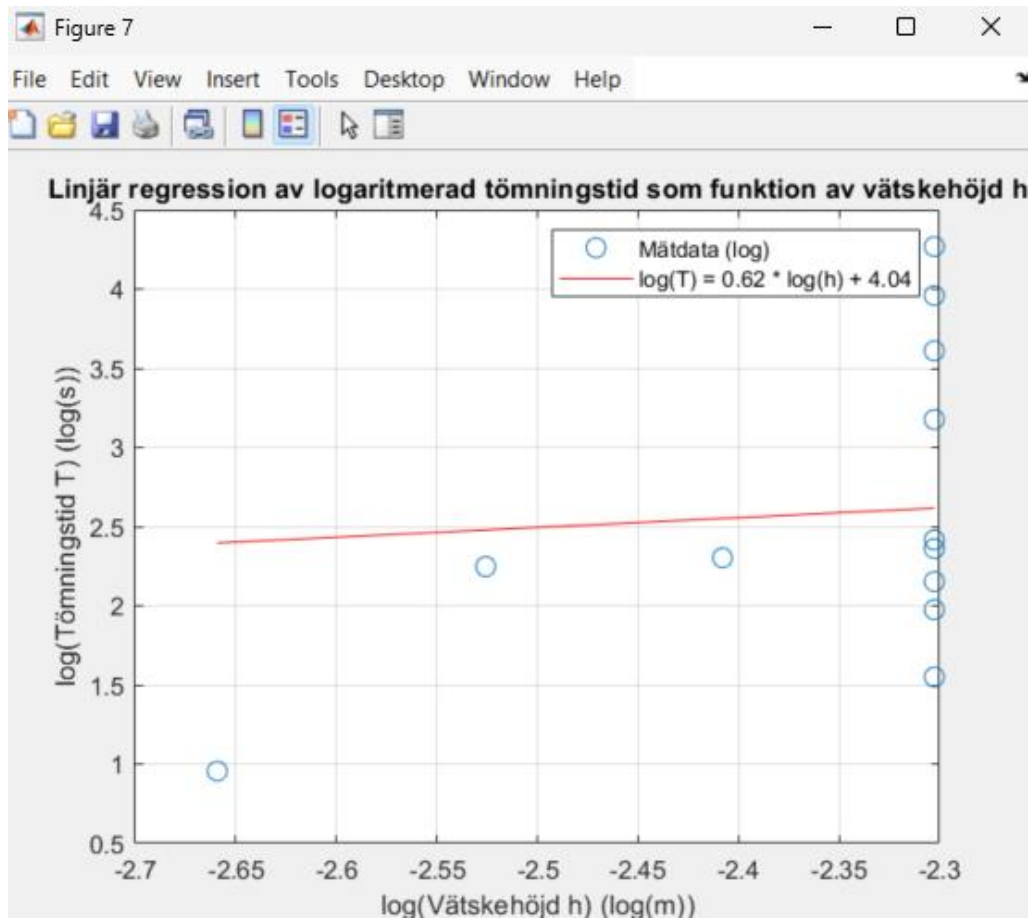 Figure 7
File Edit View Insert Tools Desktop Window Help
Linjär regression av logaritmerad tömningstid som funktion av vätskehöjd h
Mätdata (log)
log(T) = 0.62 * log(h) + 4.04
log(Tömningstid T) (log(s))
4.5
4
3.5
3
2.5
2
1.5
1
0.5
-2.7 -2.65 -2.6 -2.55 -2.5 -2.45 -2.4 -2.35 -2.3
log(Vätskehöjd h) (log(m))